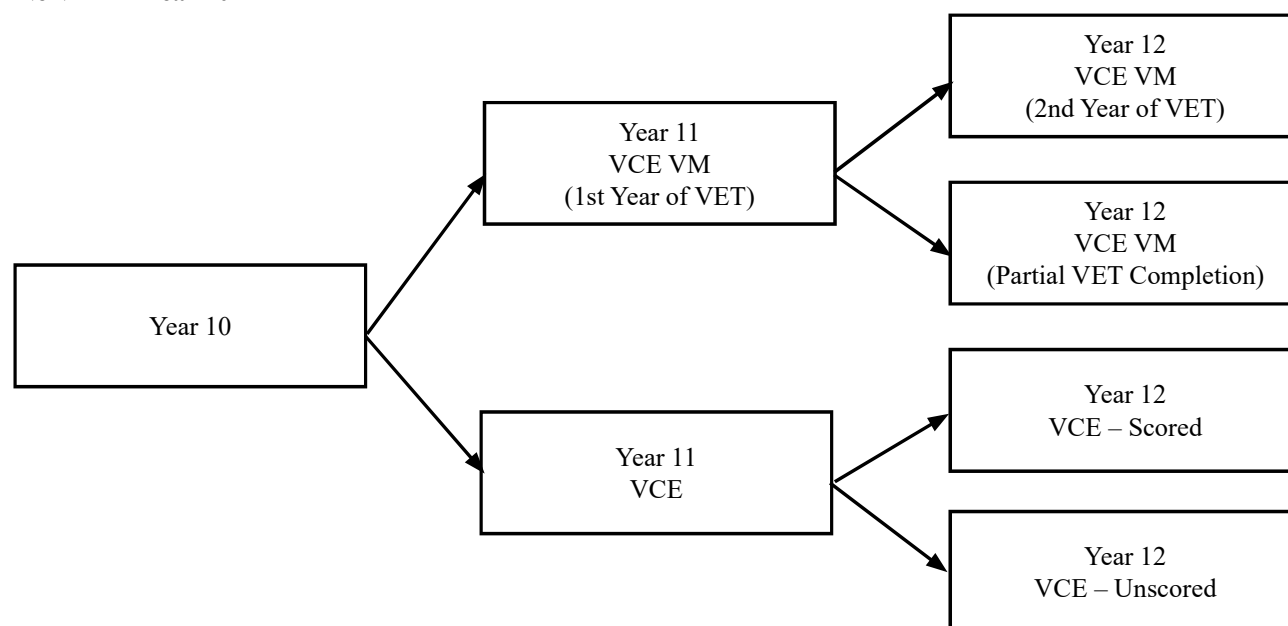 Year 12
VCE VM
(2nd Year of VET)
Year 11
VCE VM
(1st Year of VET)
Year 12
VCE VM
(Partial VET Completion)
Year 10
Year 12
VCE – Scored
Year 11
VCE
Year 12
VCE – Unscored